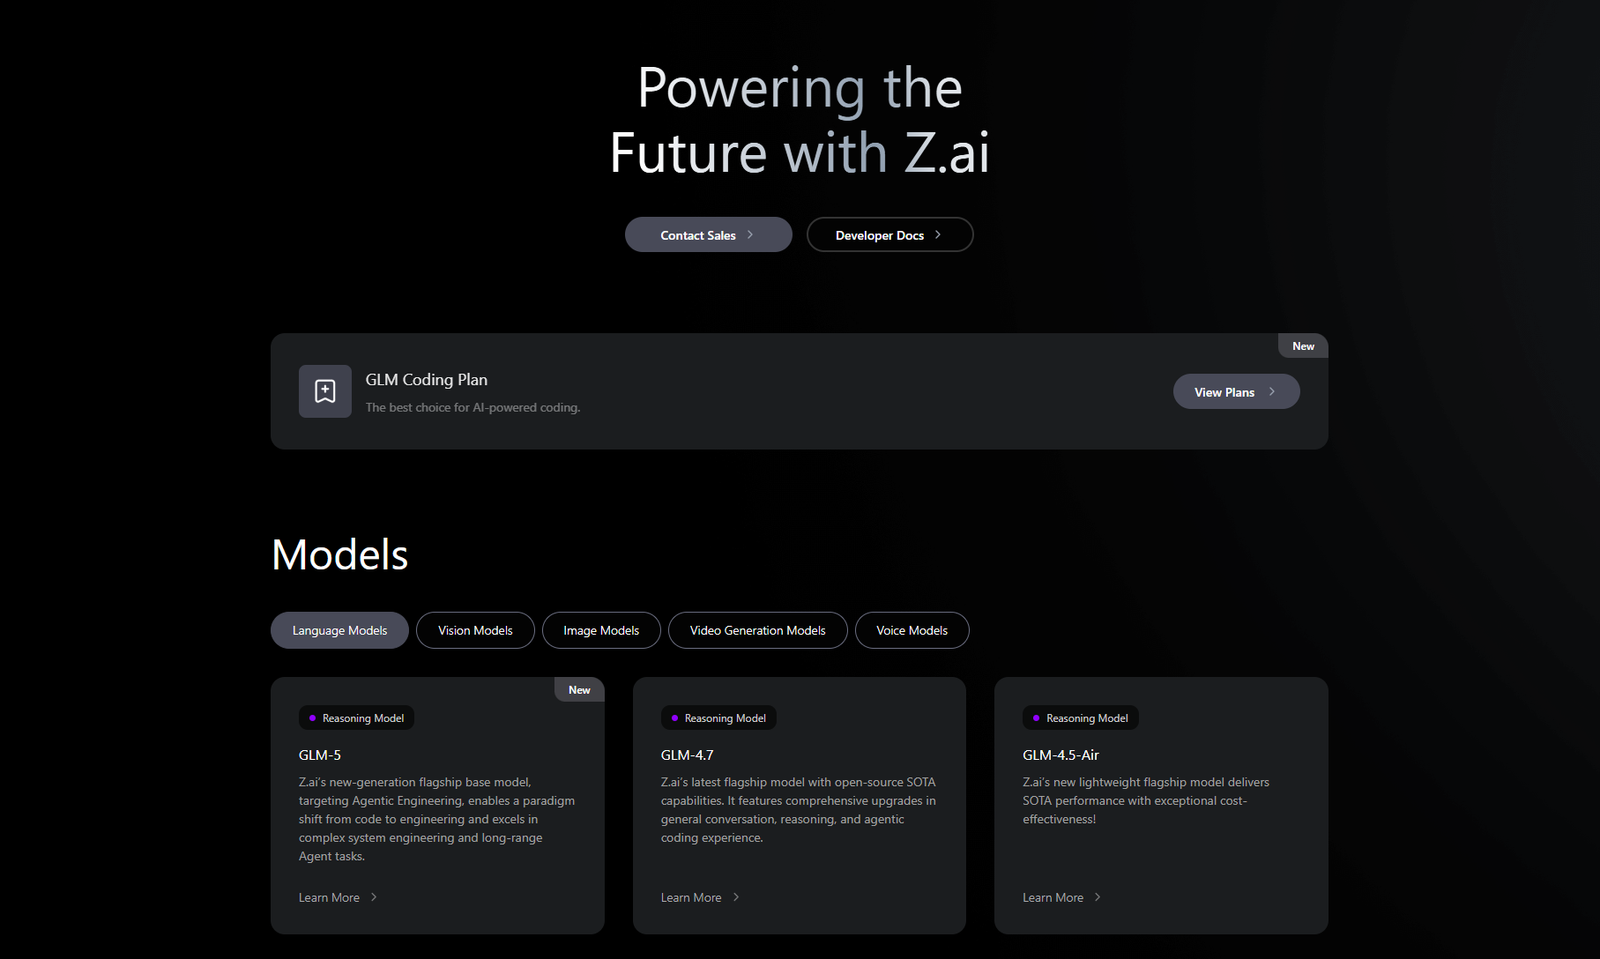 Powering the
Future with Z.ai
Contact Sales
Developer Docs
New
GLM Coding Plan
The best choice for AI-powered coding.
View Plans
Models
Language Models
Vision Models
Image Models
Video Generation Models
Voice Models
New
Reasoning Model
GLM-5
Z.ai's new-generation flagship base model,
targeting Agentic Engineering, enables a paradigm
shift from code to engineering and excels in
complex system engineering and long-range
Agent tasks.
Learn More
Reasoning Model
GLM-4.7
Z.ai's latest flagship model with open-source SOTA
capabilities. It features comprehensive upgrades in
general conversation, reasoning, and agentic
coding experience.
Learn More
Reasoning Model
GLM-4.5-Air
Z.ai's new lightweight flagship model delivers
SOTA performance with exceptional cost-
effectiveness!
Learn More